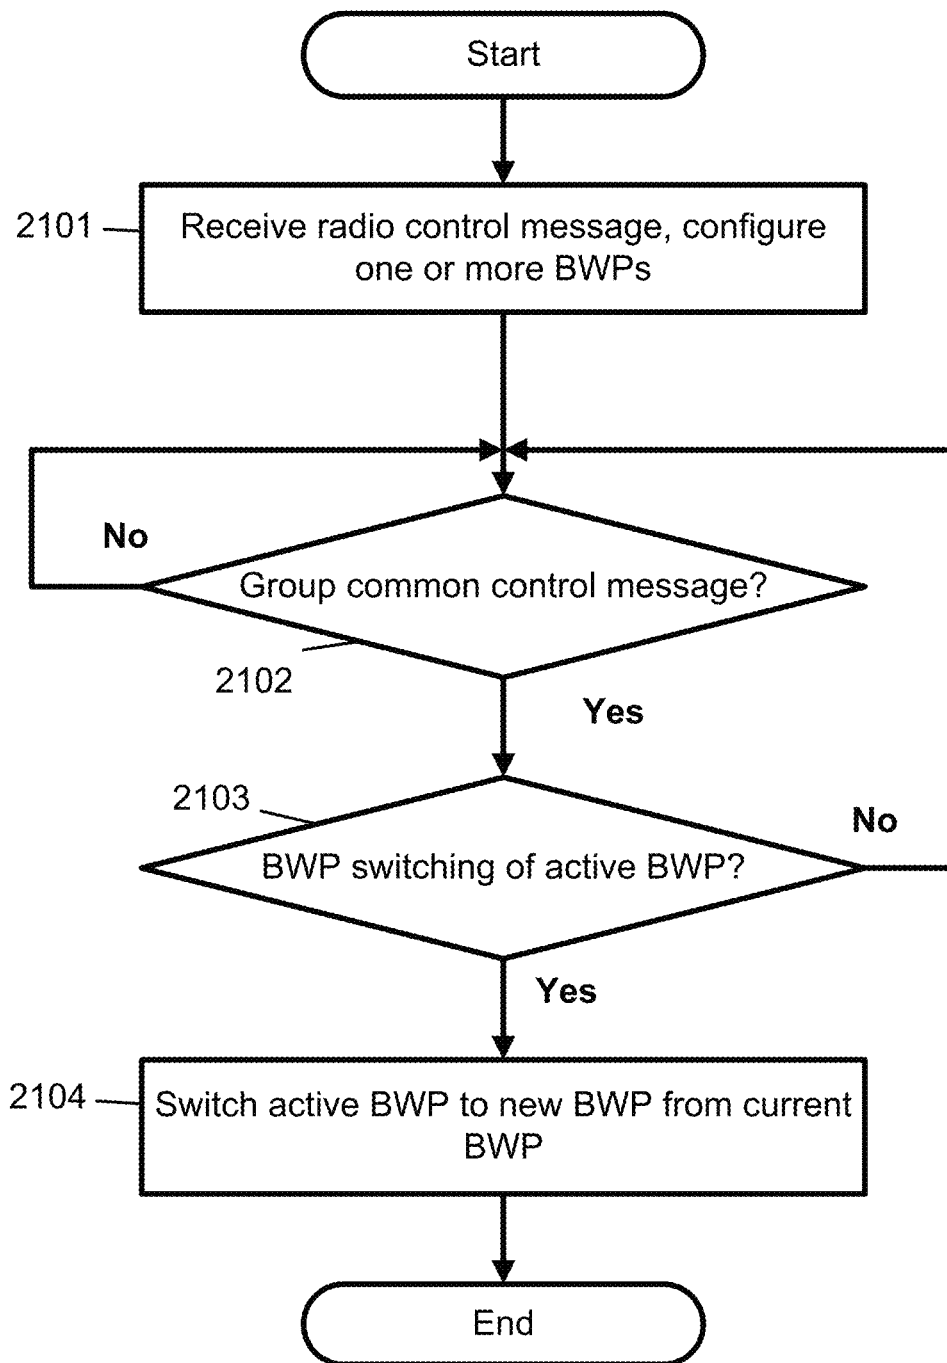 Start
2101
Receive radio control message, configure
one or more BWPs
No
Group common control message?
2102
Yes
2103
No
BWP switching of active BWP?
Yes
2104
Switch active BWP to new BWP from current
BWP
End